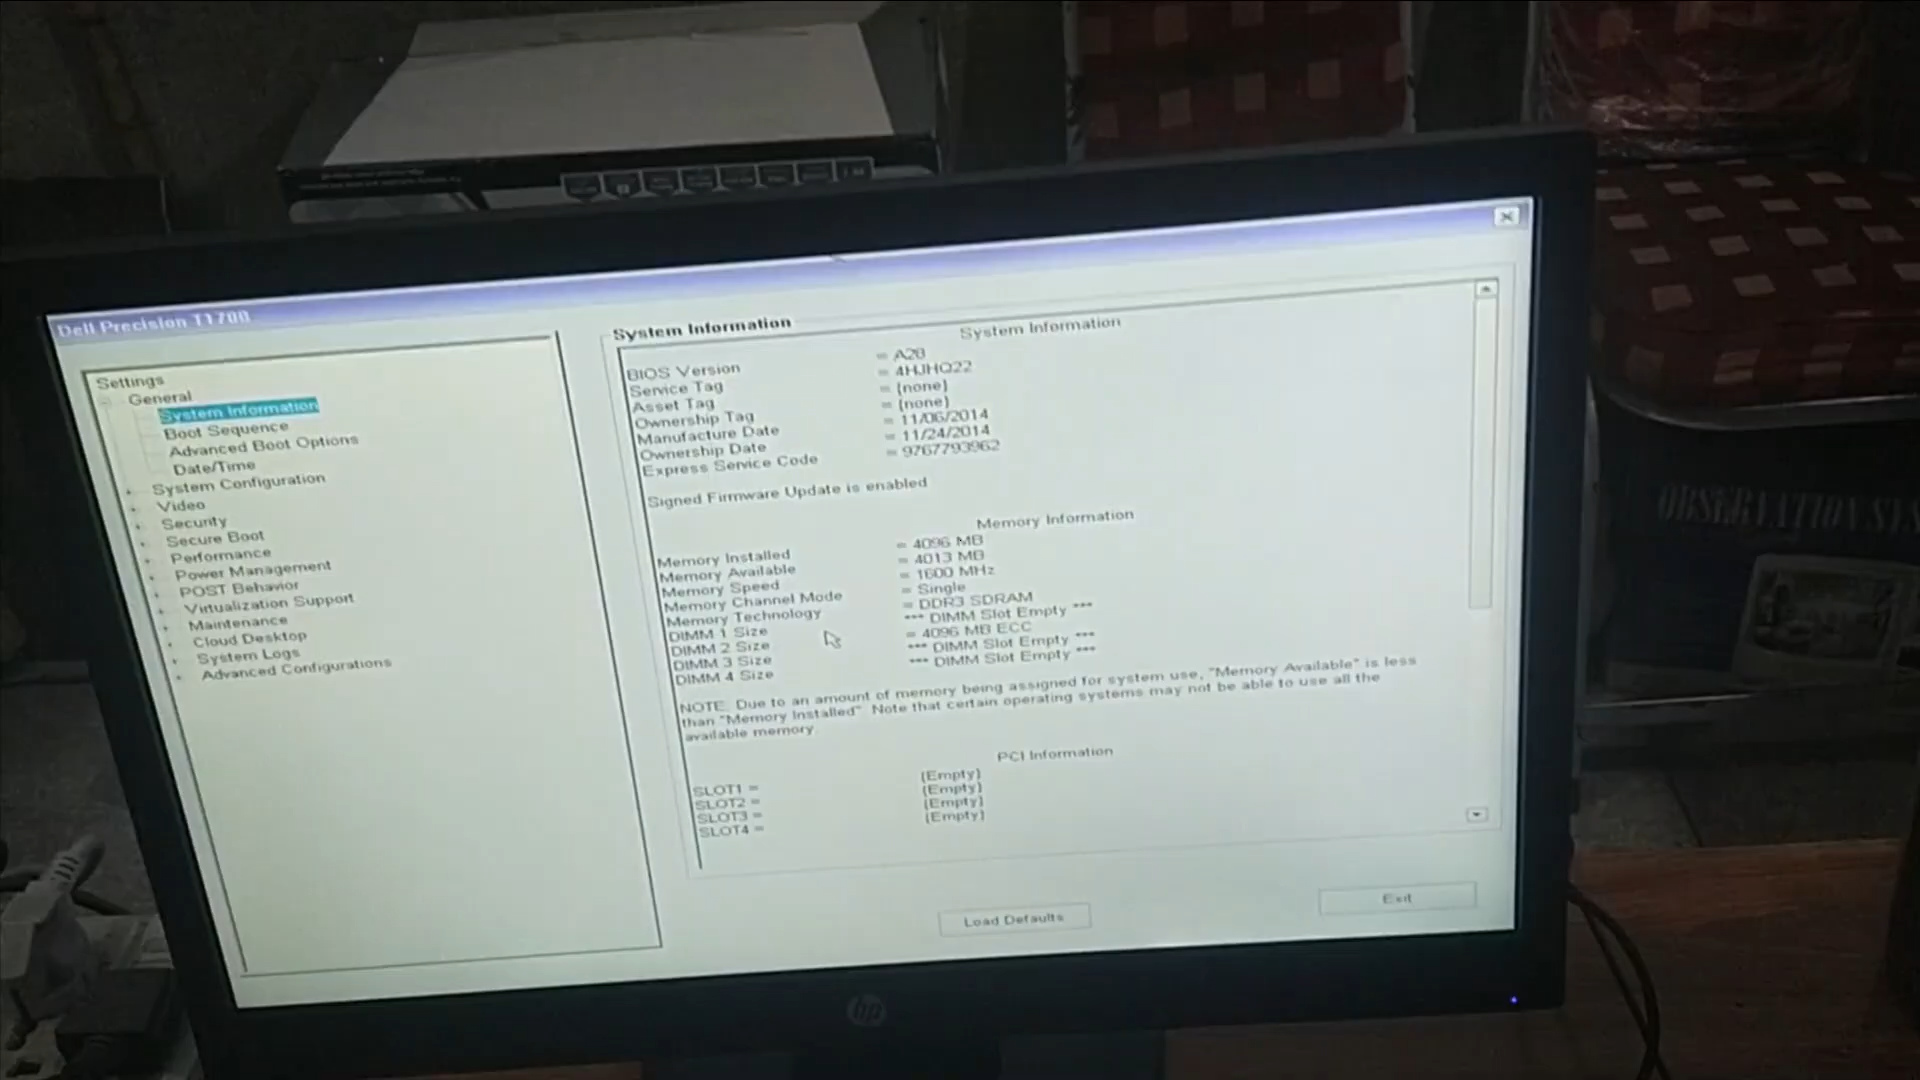 Dell Precision T1700
Settings
General
System Information
Boot Sequence
Advanced Boot Options
Date/Time
System Configuration
Video
Security
Secure Boot
Performance
Power Management
POST Behavior
Virtualization Support
Maintenance
Cloud Desktop
System Logs
Advanced Configurations
System Information
System Information
BIOS Version = A28
Service Tag = 4HJHQ22
Asset Tag = (none)
Ownership Tag = (none)
Manufacture Date = 11/06/2014
Ownership Date = 11/24/2014
Express Service Code = 9767793962
Signed Firmware Update is enabled
Memory Information
Memory Installed = 4096 MB
Memory Available = 4013 MB
Memory Speed = 1600 MHz
Memory Channel Mode = Single
Memory Technology = DDR3 SDRAM
DIMM 1 Size *** DIMM Slot Empty ***
DIMM 2 Size = 4096 MB ECC
DIMM 3 Size *** DIMM Slot Empty ***
DIMM 4 Size *** DIMM Slot Empty ***
NOTE: Due to an amount of memory being assigned for system use, "Memory Available" is less
than "Memory Installed". Note that certain operating systems may not be able to use all the
available memory
PCI Information
SLOT1 = (Empty)
SLOT2 = (Empty)
SLOT3 = (Empty)
SLOT4 = (Empty)
Load Defaults
Exit
hp
OBSERVATION SYS